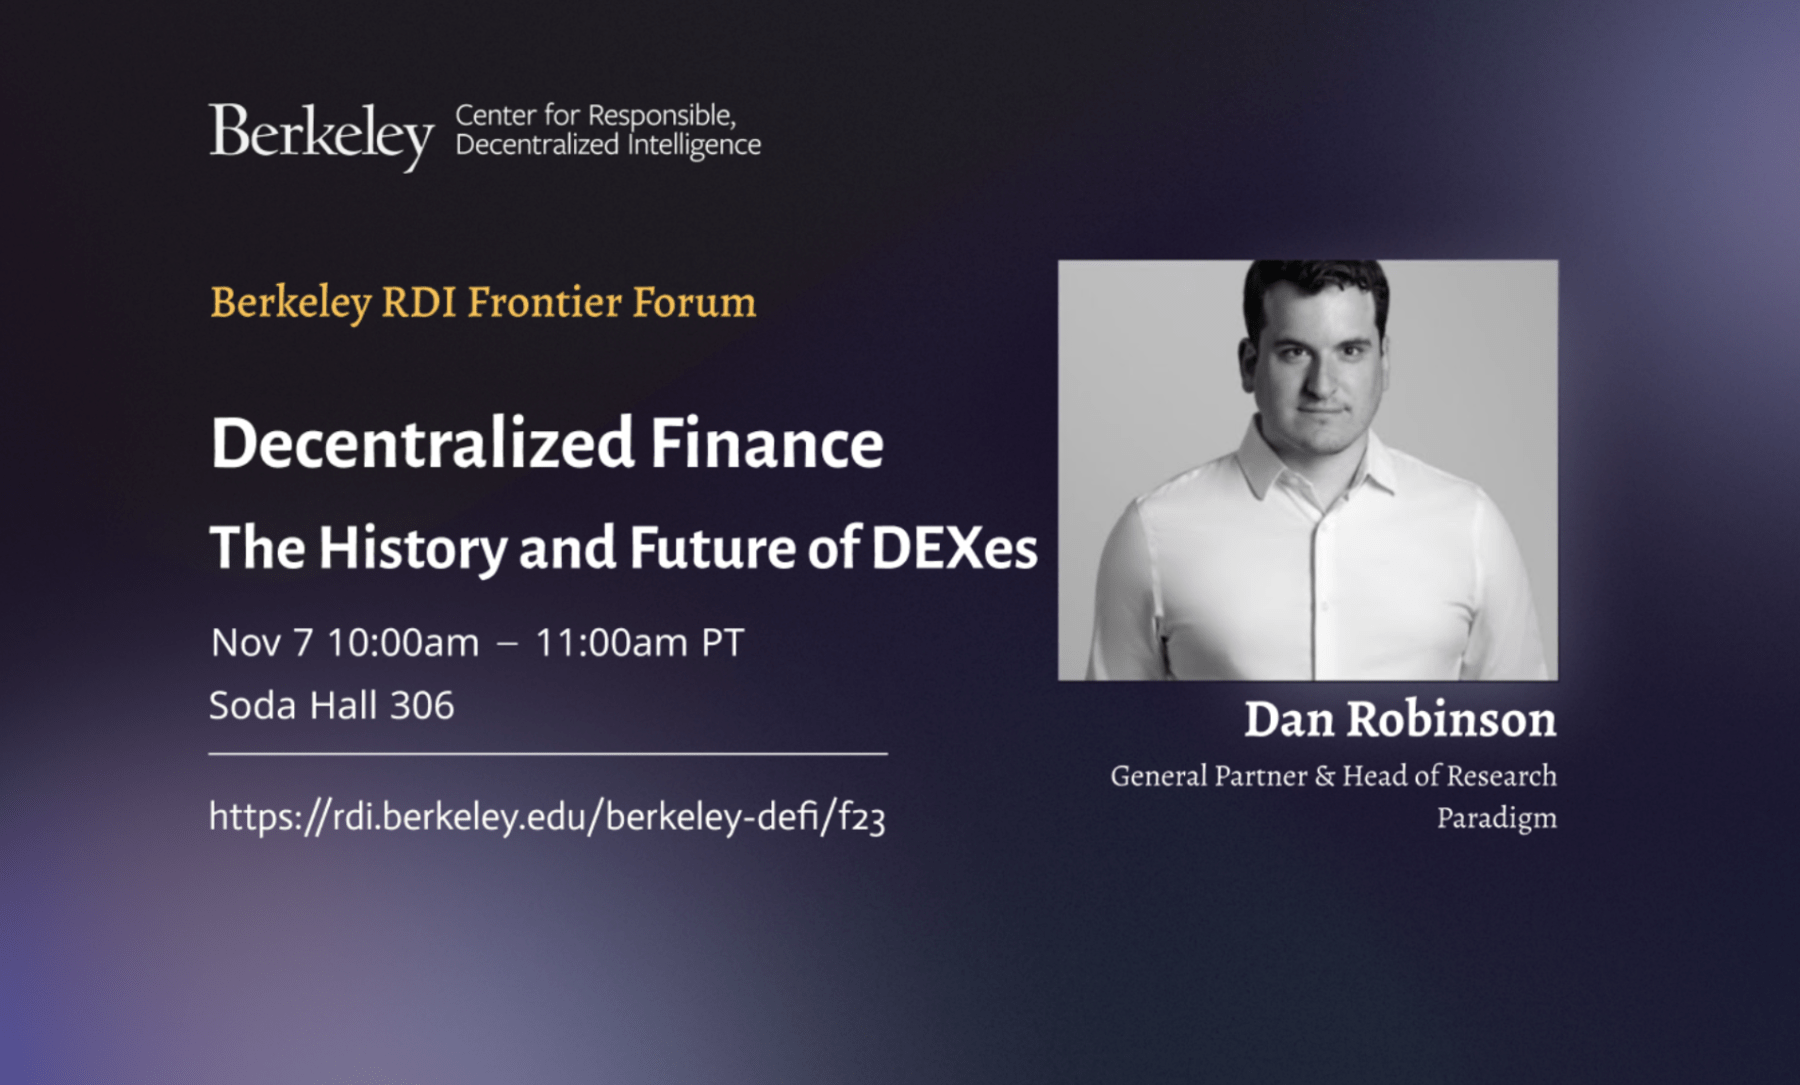 Berkeley
Center for Responsible,
Decentralized Intelligence
Berkeley RDI Frontier Forum
Decentralized Finance
The History and Future of DEXes
Nov 7 10:00am – 11:00am PT
Soda Hall 306
https://rdi.berkeley.edu/berkeley-defi/f23
Dan Robinson
General Partner & Head of Research
Paradigm